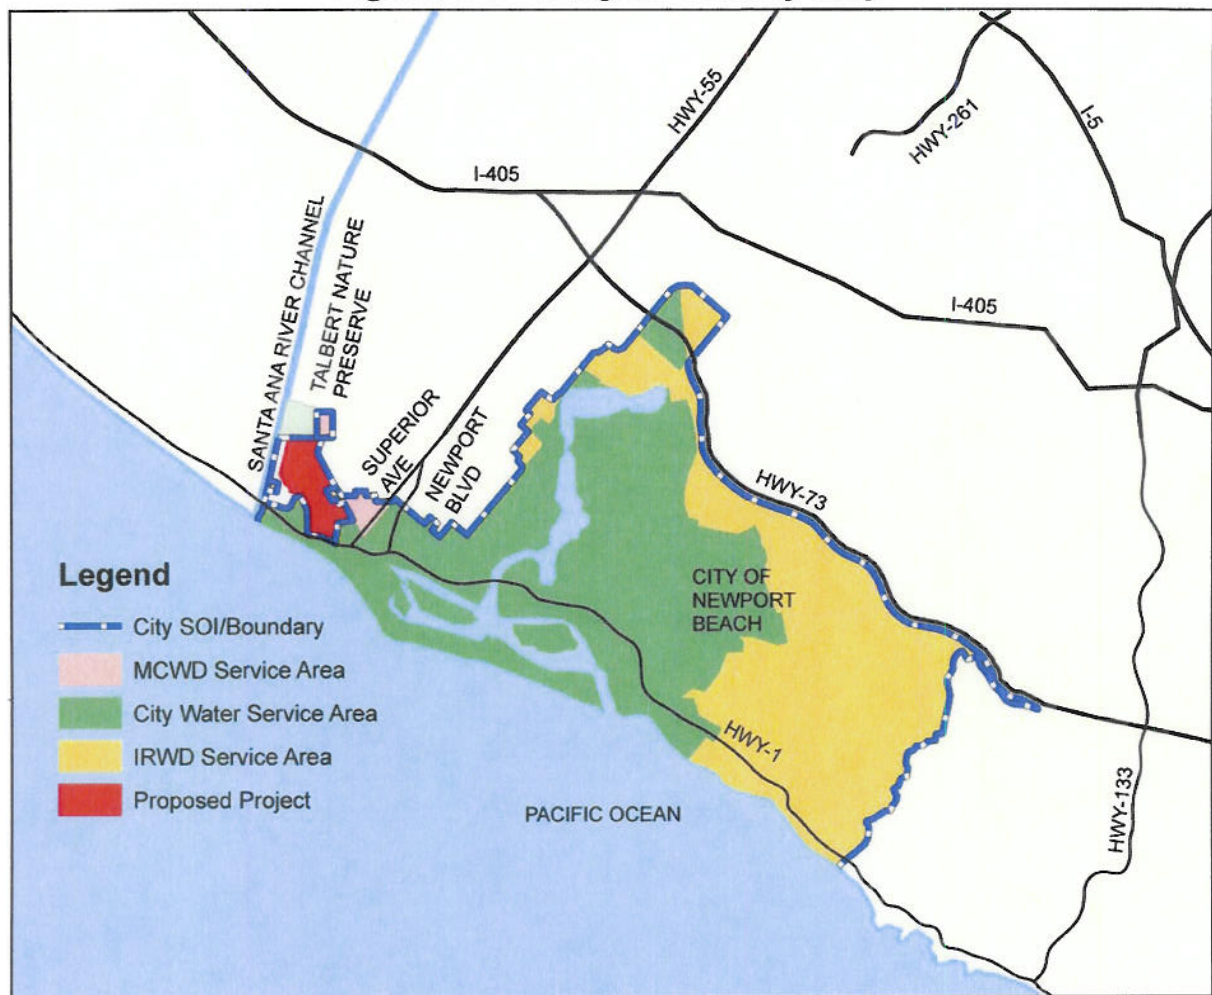 HWY-55
HWY-261
I-5
I-405
SANTA ANA RIVER CHANNEL
TALBERT NATURE
PRESERVE
I-405
SUPERIOR
AVE
NEWPORT
BLVD
HWY-73
Legend
City SOI/Boundary
MCWD Service Area
City Water Service Area
IRWD Service Area
Proposed Project
CITY OF
NEWPORT
BEACH
HWY-1
PACIFIC OCEAN
HWY-133